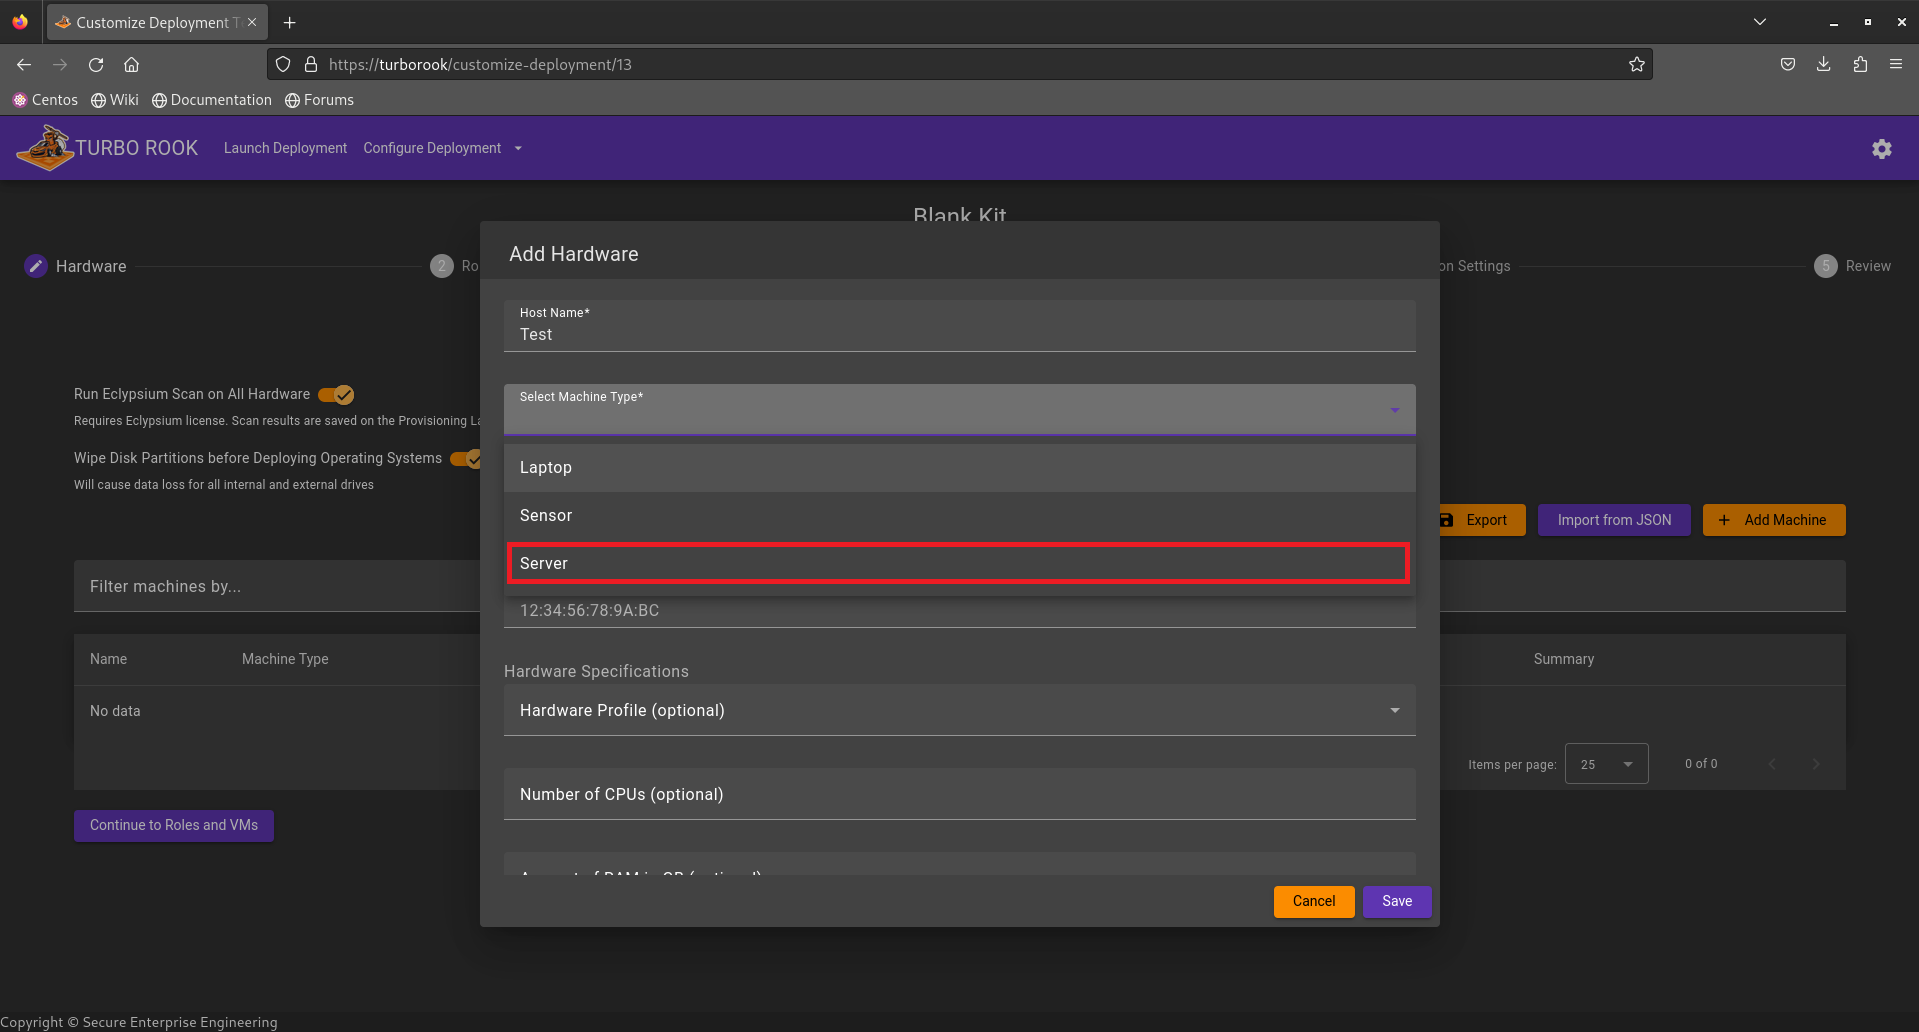 Customize Deployment T
https://turborook/customize-deployment/13
Centos Wiki Documentation Forums
TURBO ROOK Launch Deployment Configure Deployment
Blank Kit
Add Hardware
Hardware 2 5 Review
on Settings
Host Name*
Test
Run Eclypsium Scan on All Hardware
Requires Eclypsium license. Scan results are saved on the Provisioning
Wipe Disk Partitions before Deploying Operating Systems
Will cause data loss for all internal and external drives
Select Machine Type*
Laptop
Sensor
Server
12:34:56:78:9A:BC
Export Import from JSON + Add Machine
Filter machines by...
Name Machine Type Summary
No data
Items per page: 25 0 of 0
Continue to Roles and VMs
Hardware Specifications
Hardware Profile (optional)
Number of CPUs (optional)
Cancel Save
Copyright © Secure Enterprise Engineering